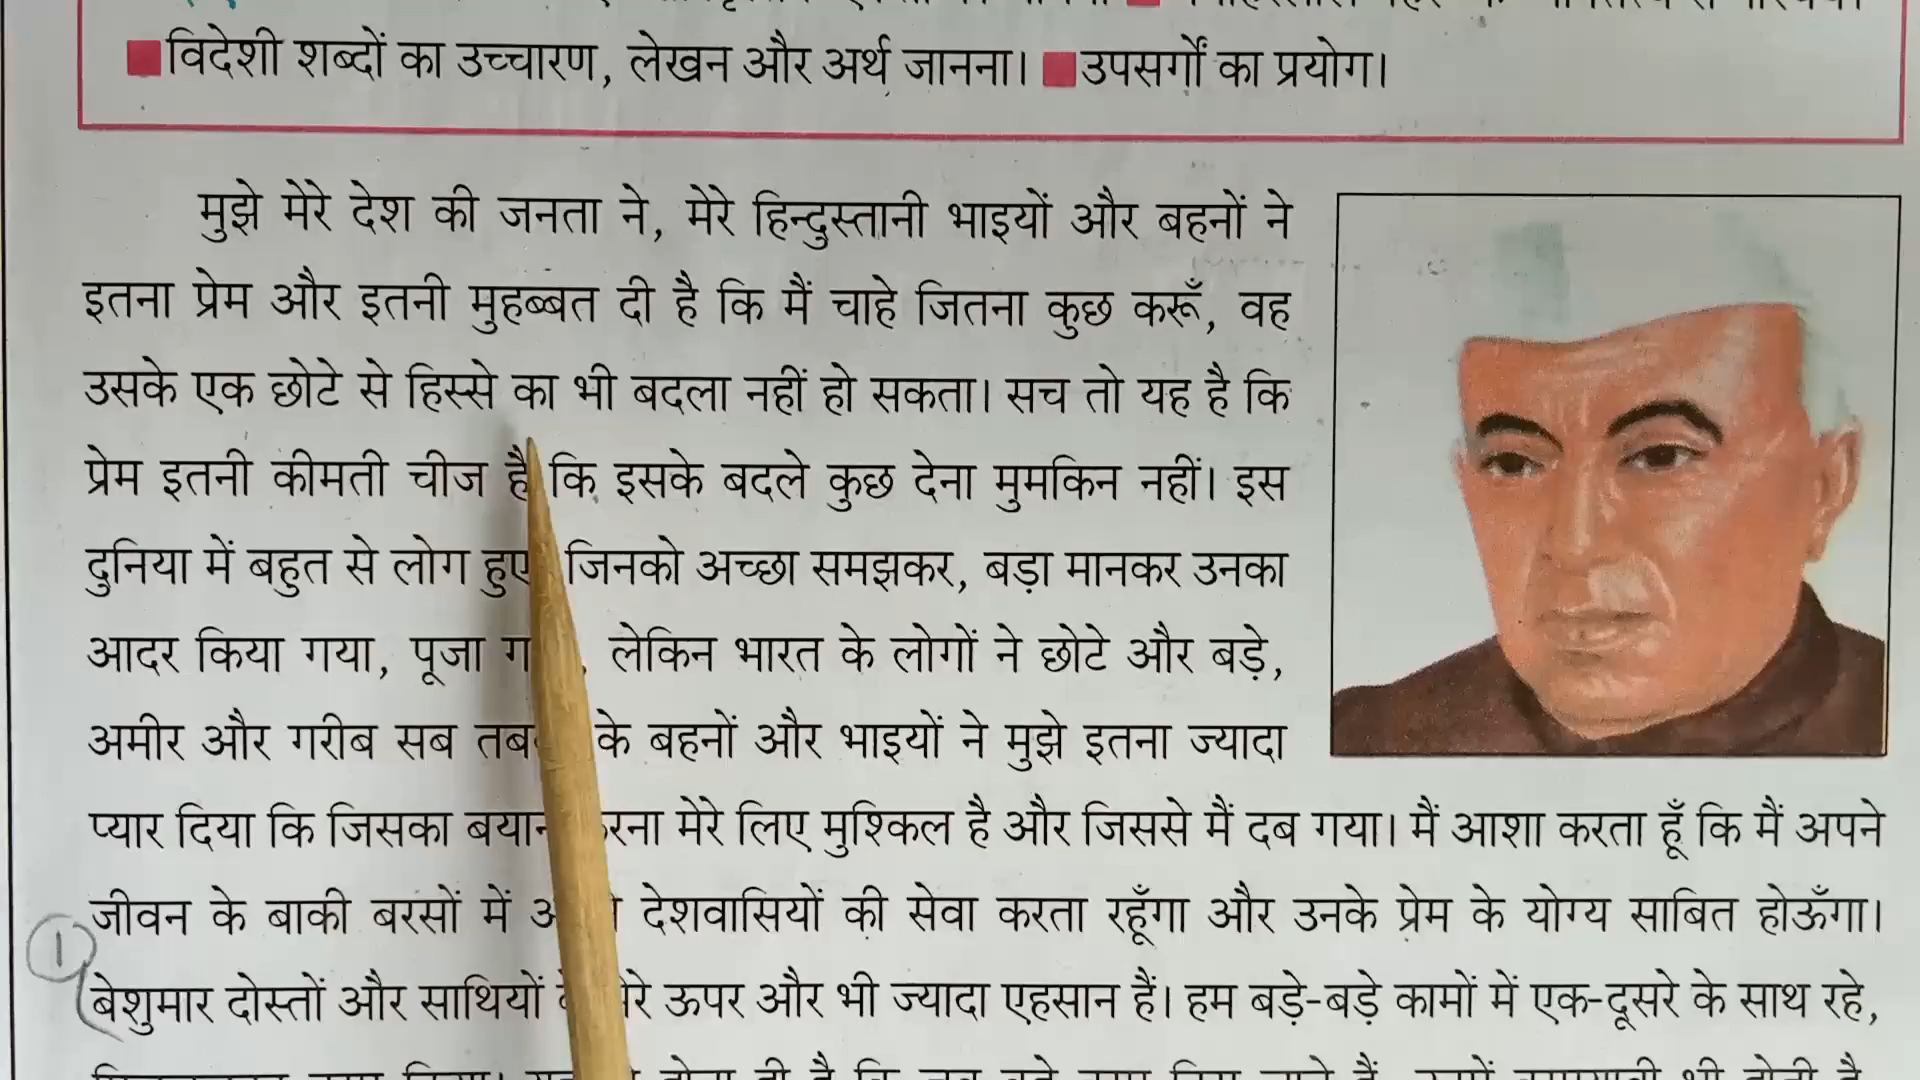 विदेशी शब्दों का उच्चारण, लेखन और अर्थ जानना। उपसर्गों का प्रयोग।
मुझे मेरे देश की जनता ने, मेरे हिन्दुस्तानी भाइयों और बहनों ने
इतना प्रेम और इतनी मुहब्बत दी है कि मैं चाहे जितना कुछ करूँ, वह
उसके एक छोटे से हिस्से का भी बदला नहीं हो सकता। सच तो यह है कि
प्रेम इतनी कीमती चीज है कि इसके बदले कुछ देना मुमकिन नहीं। इस
दुनिया में बहुत से लोग हुए जिनको अच्छा समझकर, बड़ा मानकर उनका
आदर किया गया, पूजा लेकिन भारत के लोगों ने छोटे और बड़े,
अमीर और गरीब सब के बहनों और भाइयों ने मुझे इतना ज्यादा
प्यार दिया कि जिसका बयान मेरे लिए मुश्किल है और जिससे मैं दब गया। मैं आशा करता हूँ कि मैं अपने
जीवन के बाकी बरसों में देशवासियों की सेवा करता रहूँगा और उनके प्रेम के योग्य साबित होऊँगा।
1
बेशुमार दोस्तों और साथियों ऊपर और भी ज्यादा एहसान हैं। हम बड़े-बड़े कामों में एक-दूसरे के साथ रहे,